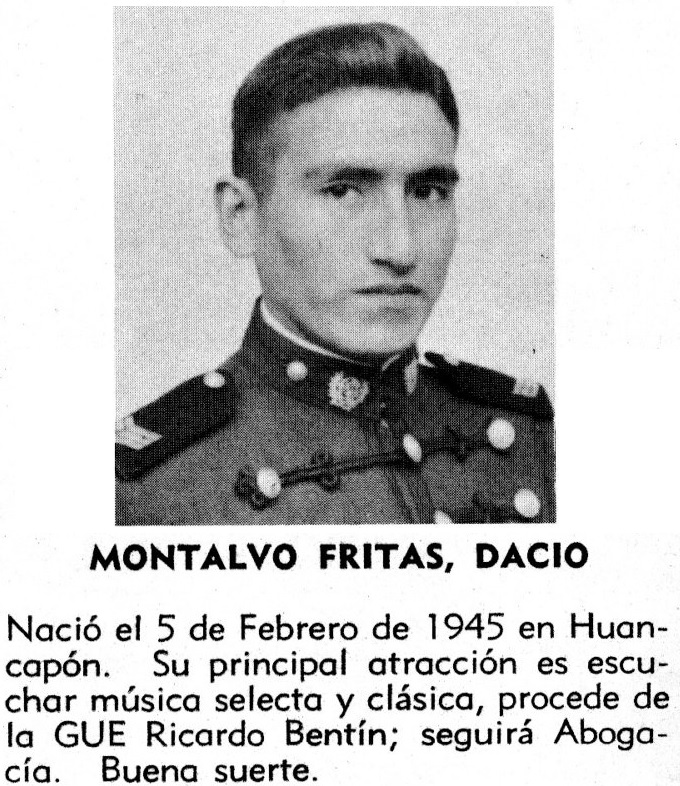 MONTALVO FRITAS, DACIO
Nació el 5 de Febrero de 1945 en Huan-
capón. Su principal atracción es escu-
char música selecta y clásica, procede de
la GUE Ricardo Bentín; seguirá Aboga-
cía. Buena suerte.